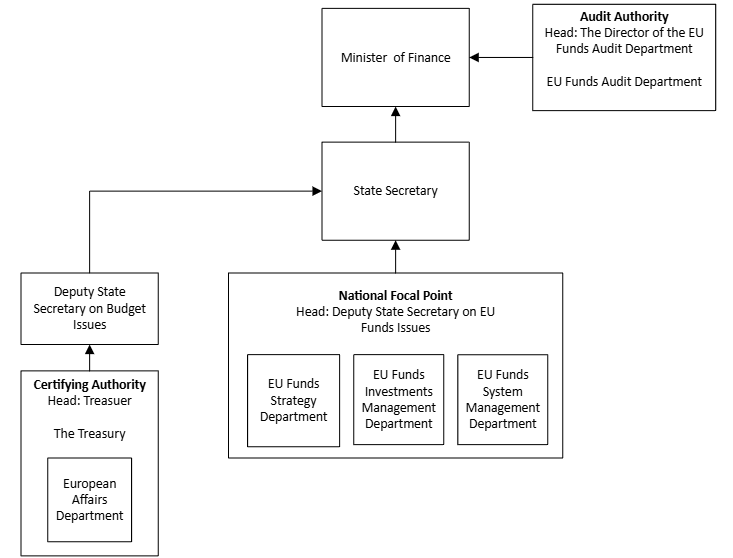 Audit Authority
Head: The Director of the EU
Funds Audit Department
EU Funds Audit Department
Minister of Finance
State Secretary
Deputy State
Secretary on Budget
Issues
National Focal Point
Head: Deputy State Secretary on EU
Funds Issues
EU Funds
Strategy
Department
EU Funds
Investments
Management
Department
EU Funds
System
Management
Department
Certifying Authority
Head: Treasuer
The Treasury
European
Affairs
Department